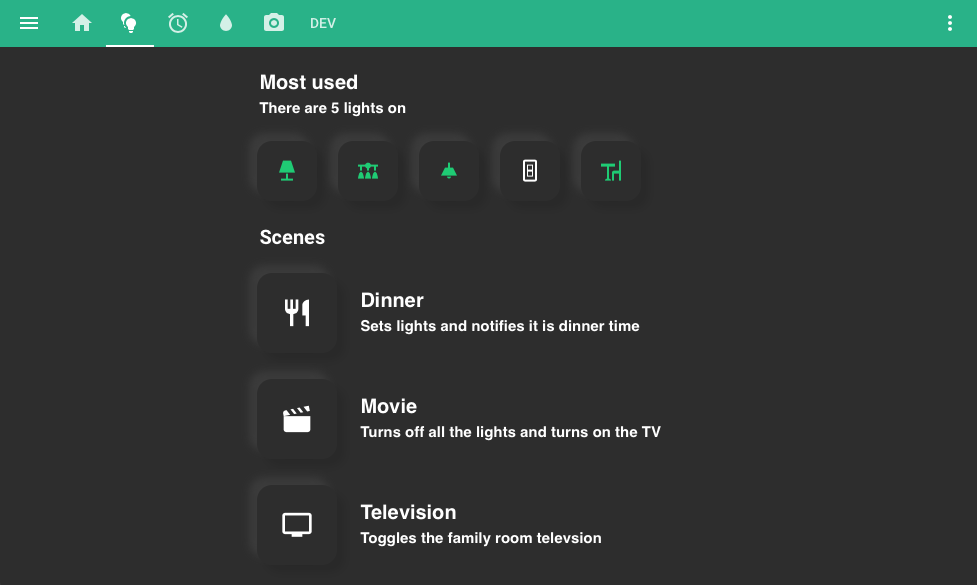 DEV
Most used
There are 5 lights on
Scenes
Dinner
Sets lights and notifies it is dinner time
Movie
Turns off all the lights and turns on the TV
Television
Toggles the family room televsion